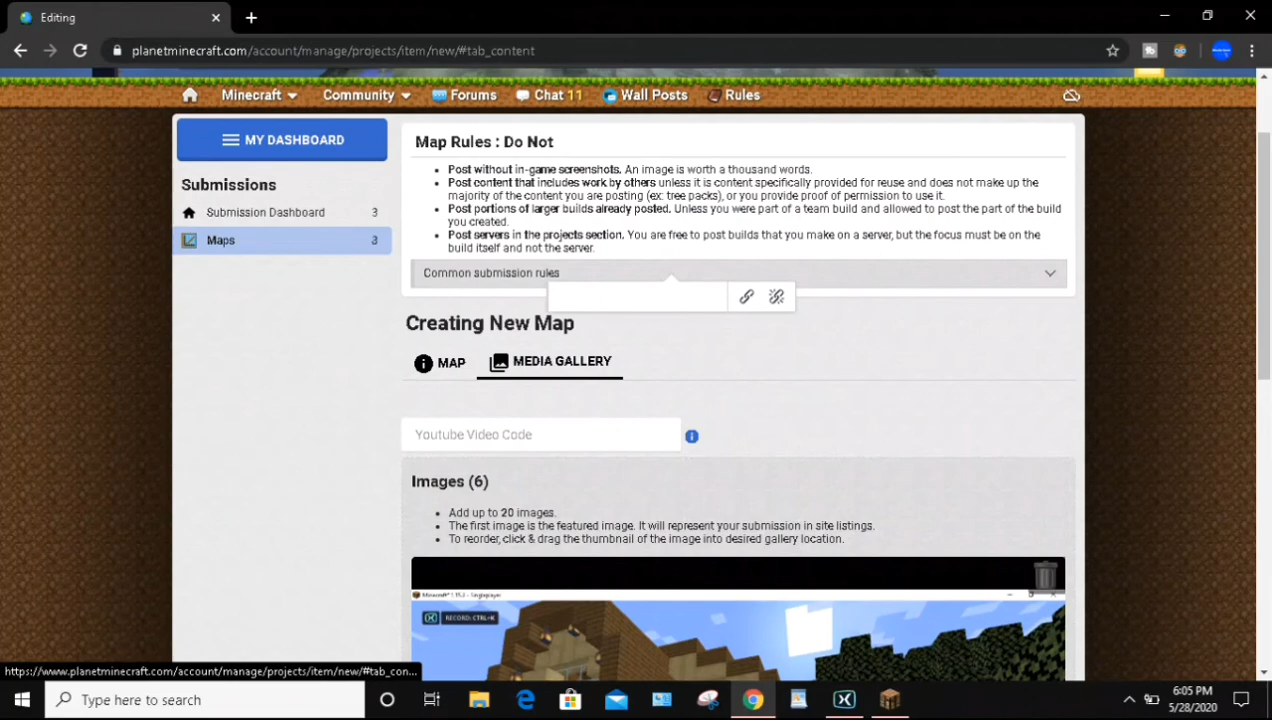 Editing
planetminecraft.com/account/manage/projects/item/new/#tab_content
Minecraft Community Forums Chat 11 Wall Posts Rules
MY DASHBOARD
Submissions
Submission Dashboard 3
Maps 3
Map Rules : Do Not
Post without in-game screenshots. An image is worth a thousand words.
Post content that includes work by others unless it is content specifically provided for reuse and does not make up the
majority of the content you are posting (ex: tree packs), or you provide proof of permission to use it.
Post portions of larger builds already posted. Unless you were part of a team build and allowed to post the part of the build
you created.
Post servers in the projects section. You are free to post builds that you make on a server, but the focus must be on the
build itself and not the server.
Common submission rules
Creating New Map
MAP MEDIA GALLERY
Youtube Video Code
Images (6)
Add up to 20 images.
The first image is the featured image. It will represent your submission in site listings.
To reorder, click & drag the thumbnail of the image into desired gallery location.
Minecraft* 1.15.2 - Singleplayer
RECORD: CTRL+K
https://www.planetminecraft.com/account/manage/projects/item/new/#tab_con...
Type here to search
6:05 PM
5/28/2020